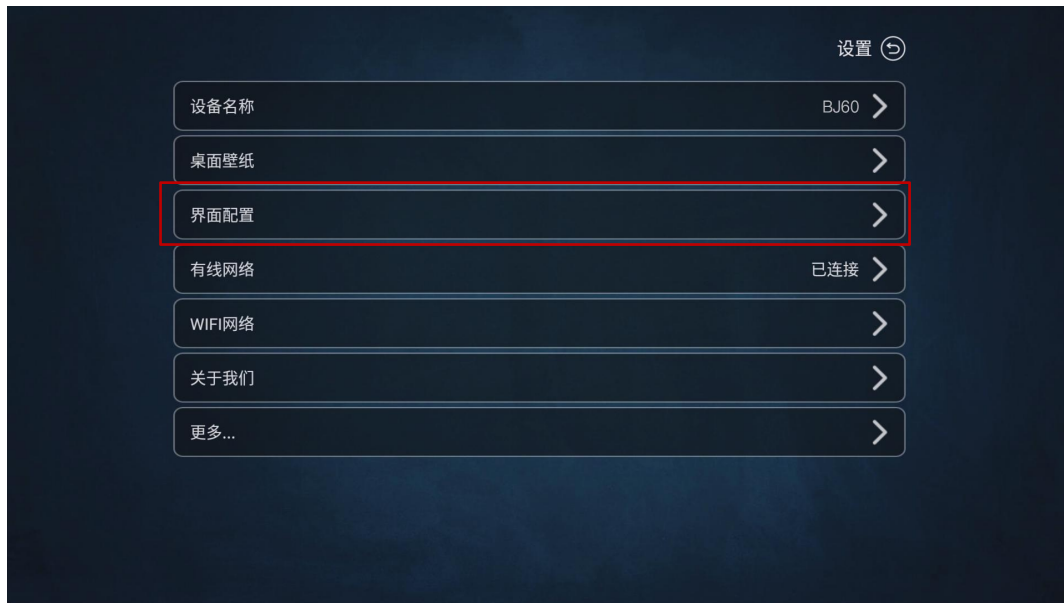 设置
设备名称 BJ60
桌面壁纸
界面配置
有线网络 已连接
WIFI网络
关于我们
更多...